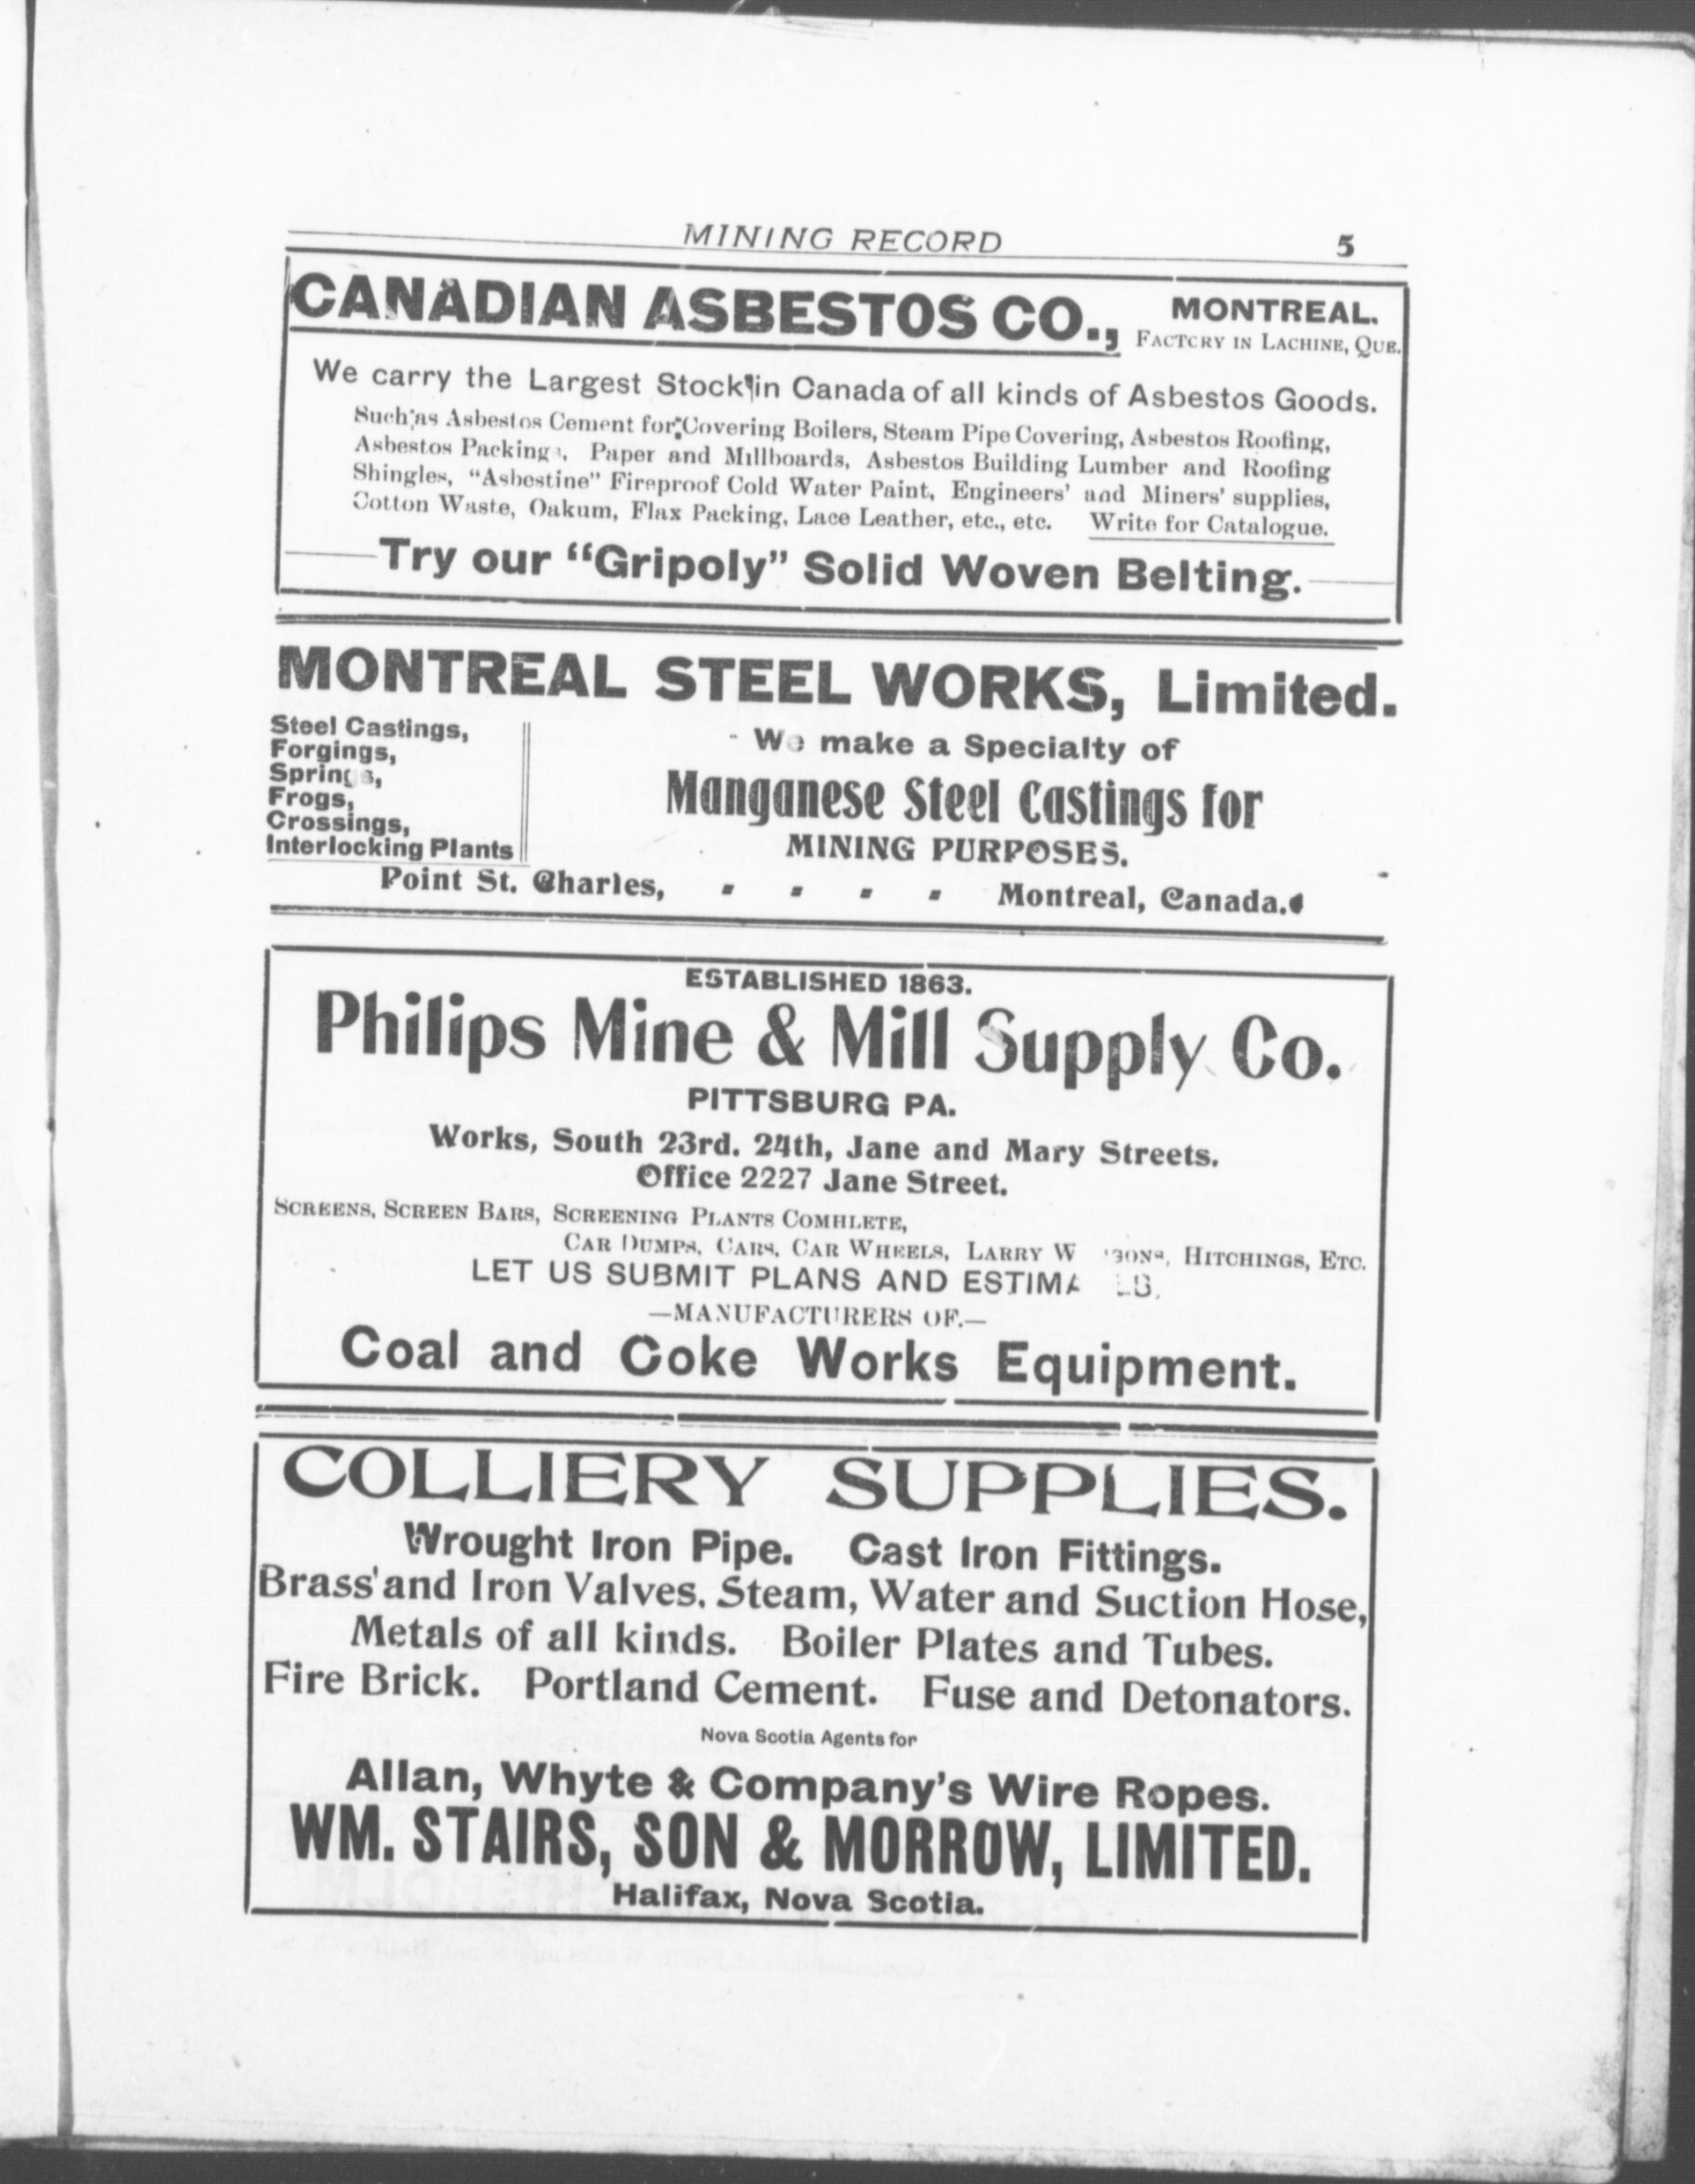 MINING RECORD 5
CANADIAN ASBESTOS CO., MONTREAL.
FACTCRY IN LACHINE, QUE.
We carry the Largest Stock in Canada of all kinds of Asbestos Goods.
Such as Asbestos Cement for Covering Boilers, Steam Pipe Covering, Asbestos Roofing,
Asbestos Packings, Paper and Millboards, Asbestos Building Lumber and Roofing
Shingles, "Asbestine" Fireproof Cold Water Paint, Engineers' and Miners' supplies,
Cotton Waste, Oakum, Flax Packing, Lace Leather, etc., etc. Write for Catalogue.
Try our "Gripoly" Solid Woven Belting.
MONTREAL STEEL WORKS, Limited.
Steel Castings,
Forgings,
Springs,
Frogs,
Crossings,
Interlocking Plants
- We make a Specialty of
Manganese Steel Castings for
MINING PURPOSES.
Point St. Charles, - - - - Montreal, Canada.
ESTABLISHED 1863.
Philips Mine & Mill Supply Co.
PITTSBURG PA.
Works, South 23rd. 24th, Jane and Mary Streets.
Office 2227 Jane Street.
SCREENS, SCREEN BARS, SCREENING PLANTS COMHLETE,
CAR DUMPS, CARS, CAR WHEELS, LARRY HITCHINGS, ETC.
LET US SUBMIT PLANS AND
—MANUFACTURERS OF.—
Coal and Coke Works Equipment.
COLLIERY SUPPLIES.
Wrought Iron Pipe. Cast Iron Fittings.
Brass and Iron Valves, Steam, Water and Suction Hose,
Metals of all kinds. Boiler Plates and Tubes.
Fire Brick. Portland Cement. Fuse and Detonators.
Nova Scotia Agents for
Allan, Whyte & Company's Wire Ropes.
WM. STAIRS, SON & MORROW, LIMITED.
Halifax, Nova Scotia.